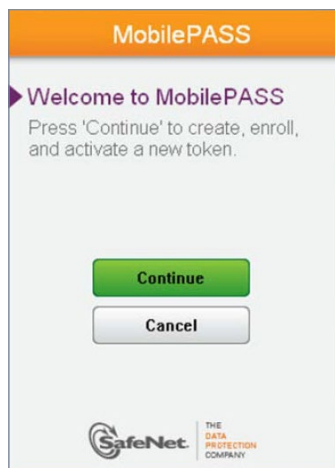 MobilePASS
Welcome to MobilePASS
Press 'Continue' to create, enroll,
and activate a new token.
Continue
Cancel
SafeNet.
THE
DATA
PROTECTION
COMPANY